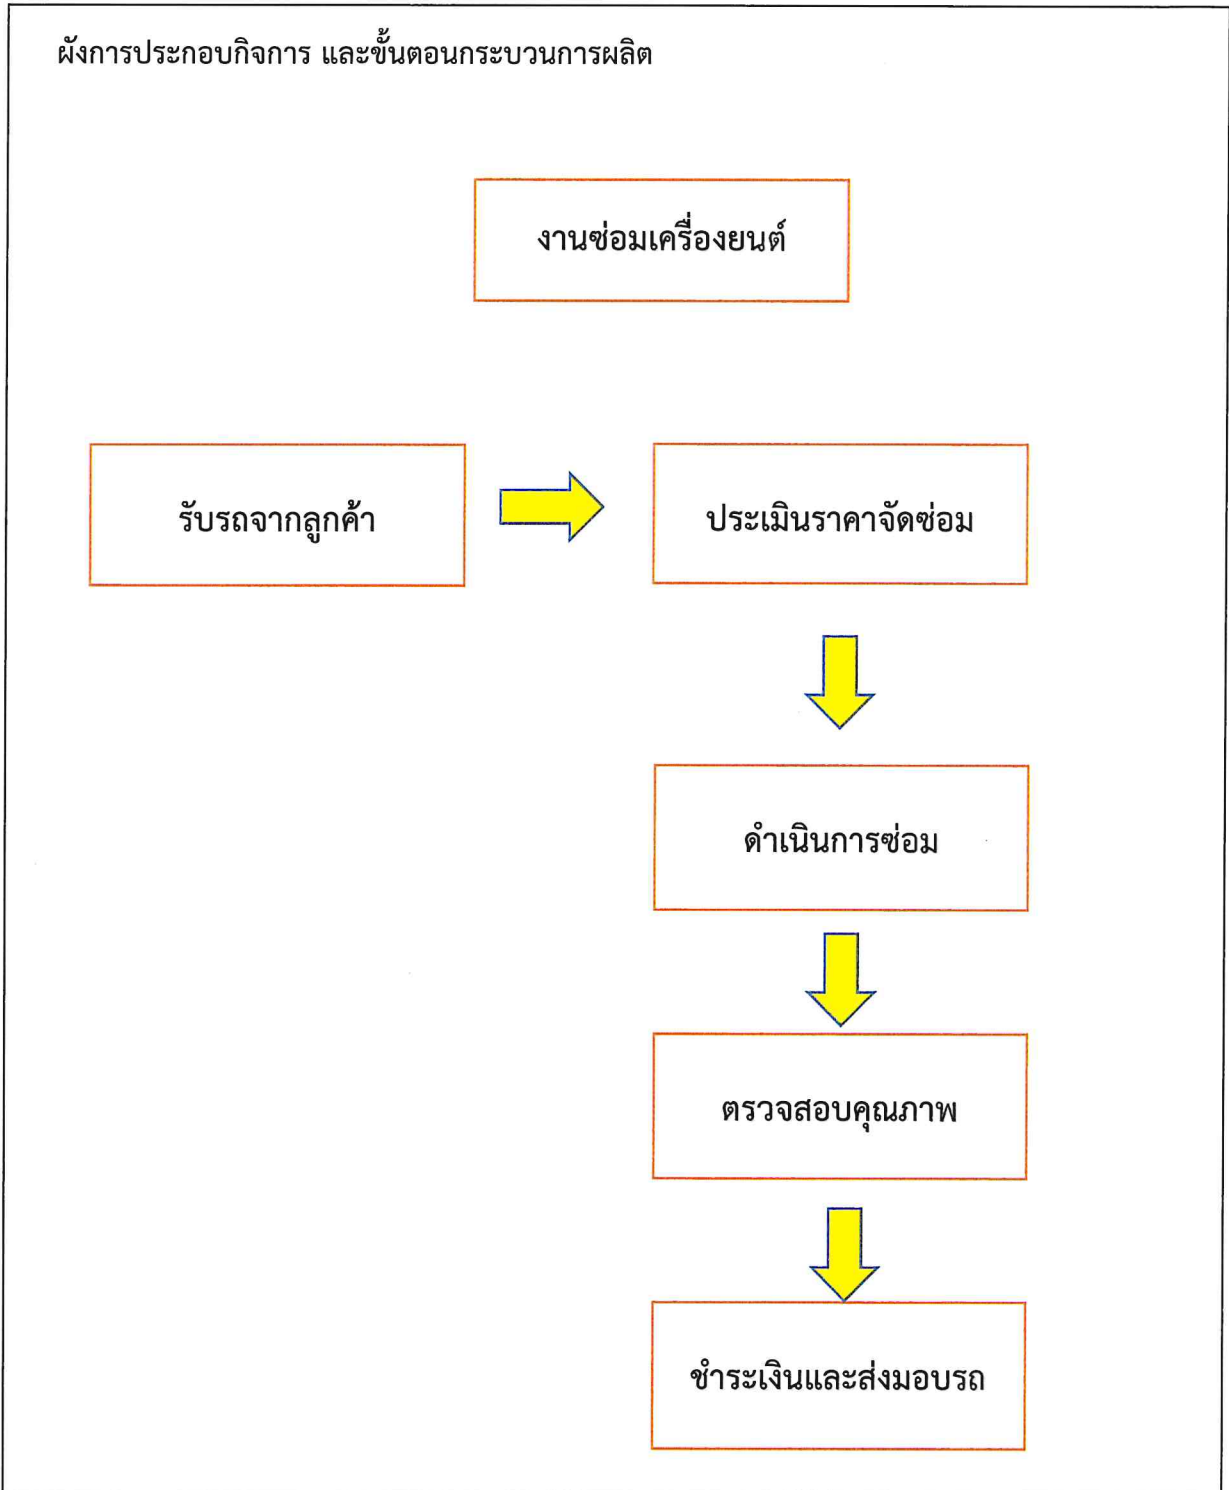 ผังการประกอบกิจการ และขั้นตอนกระบวนการผลิต
งานซ่อมเครื่องยนต์
รับรถจากลูกค้า
ประเมินราคาจัดซ่อม
ดำเนินการซ่อม
ตรวจสอบคุณภาพ
ชำระเงินและส่งมอบรถ